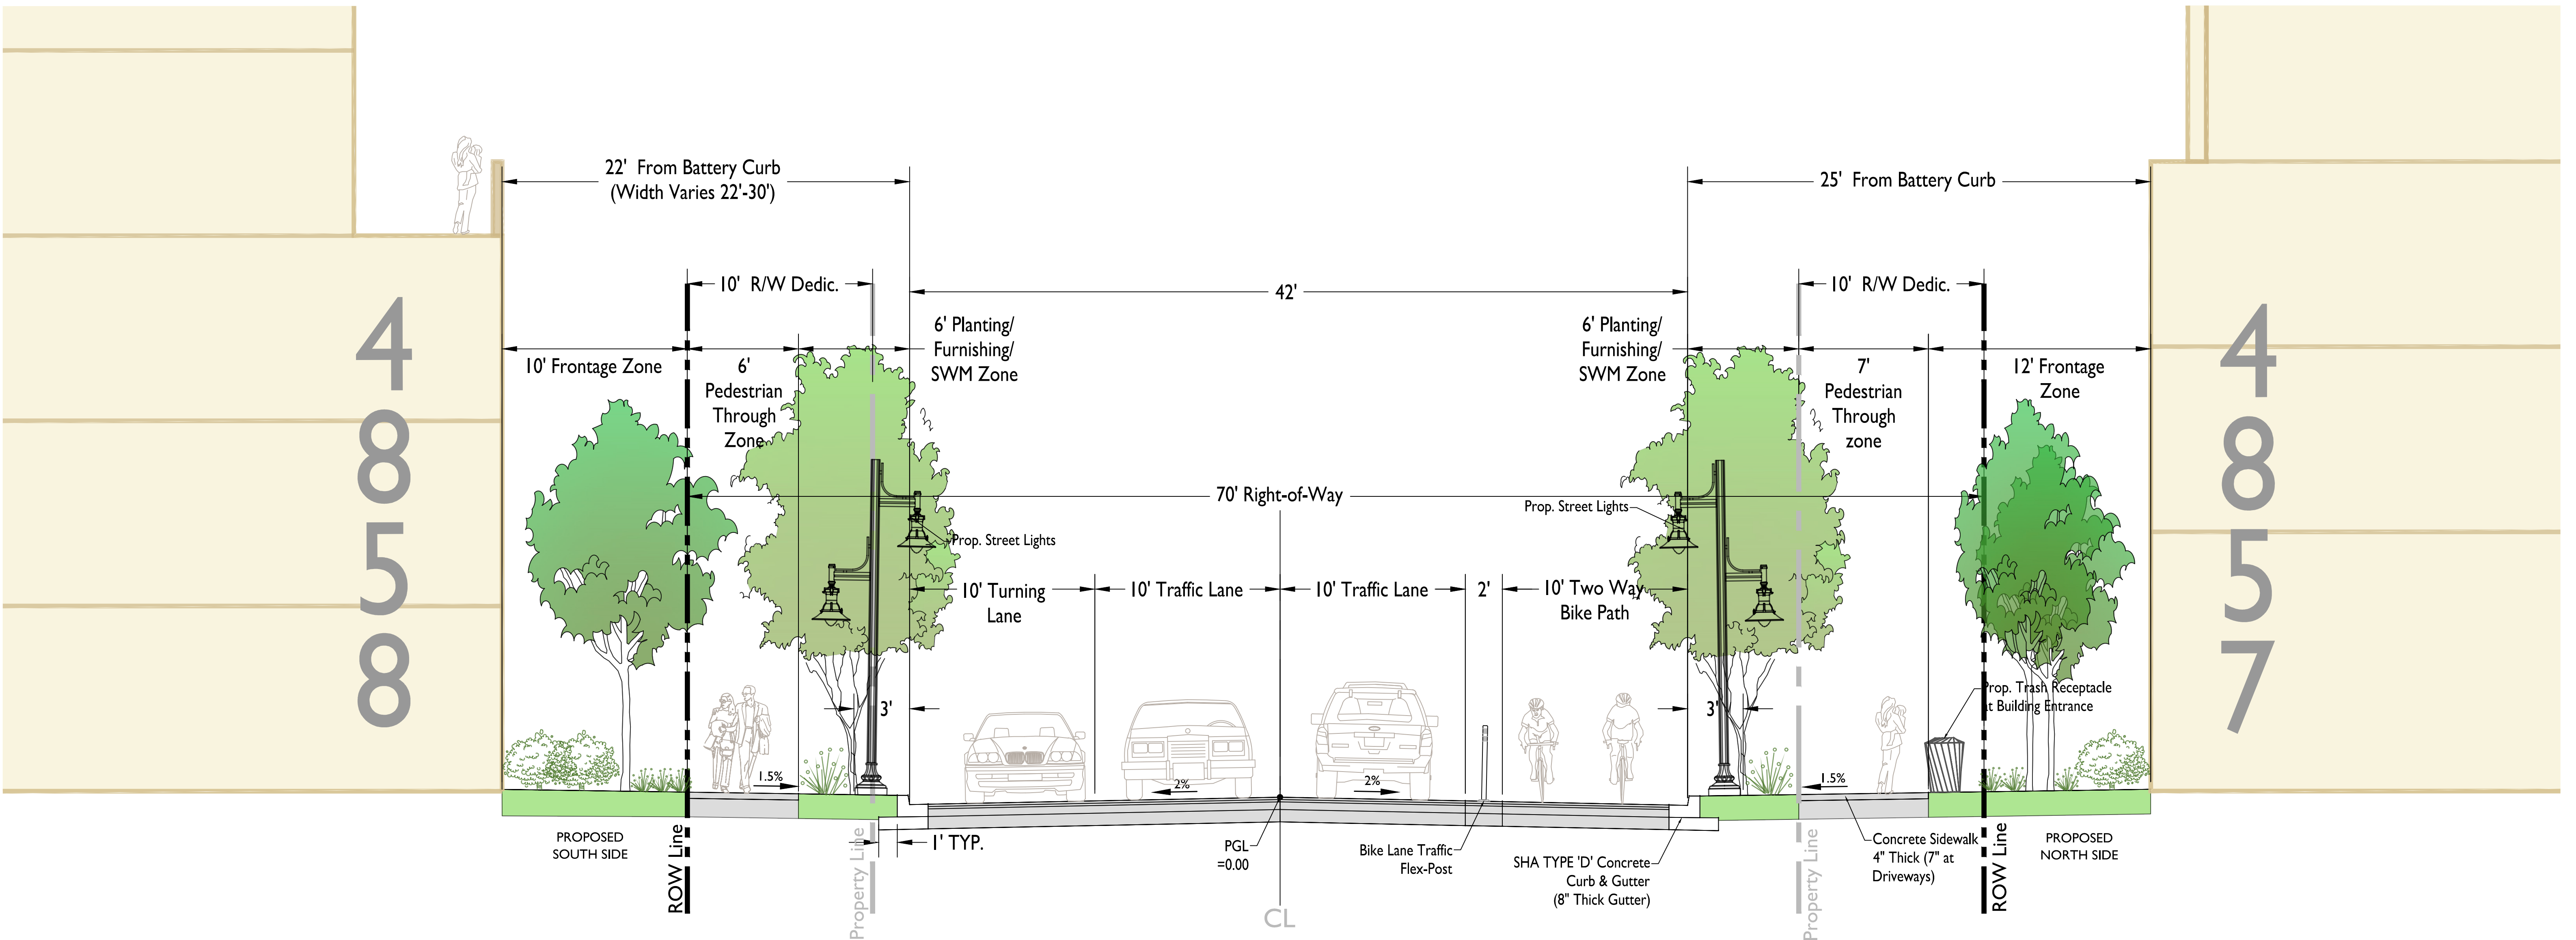 22' From Battery Curb
(Width Varies 22'-30')
25' From Battery Curb
10' R/W Dedic.
42'
10' R/W Dedic.
6' Planting/
Furnishing/
SWM Zone
6' Planting/
Furnishing/
SWM Zone
10' Frontage Zone
6'
Pedestrian
Through
Zone
7'
Pedestrian
Through
zone
12' Frontage
Zone
4
8
5
8
4
8
5
7
70' Right-of-Way
Prop. Street Lights
Prop. Street Lights
10' Turning
Lane
10' Traffic Lane
10' Traffic Lane
2'
10' Two Way
Bike Path
3'
3'
Prop. Trash Receptacle
at Building Entrance
1.5%
2%
2%
1.5%
PROPOSED
SOUTH SIDE
ROW Line
Property Line
1' TYP.
PGL
=0.00
CL
Bike Lane Traffic
Flex-Post
SHA TYPE 'D' Concrete
Curb & Gutter
(8" Thick Gutter)
Property Line
Concrete Sidewalk
4" Thick (7" at
Driveways)
ROW Line
PROPOSED
NORTH SIDE